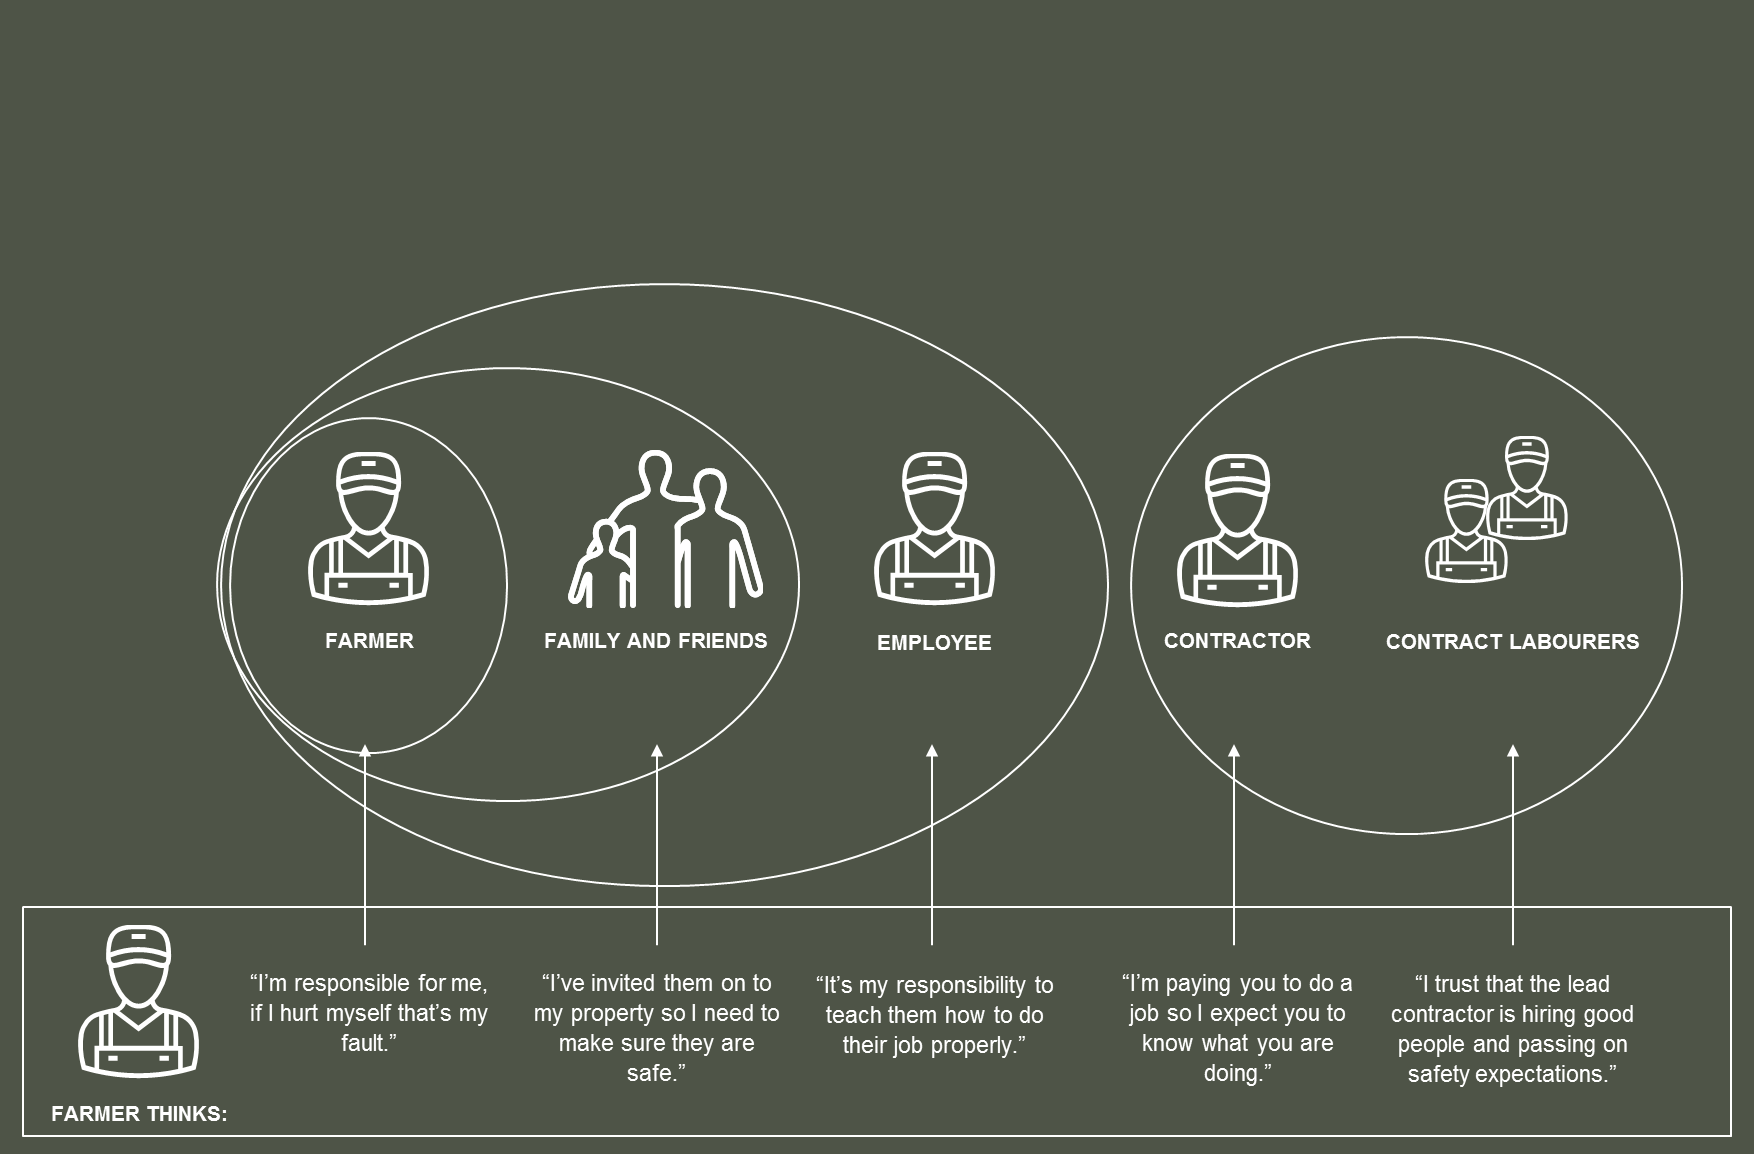 FARMER
FAMILY AND FRIENDS
EMPLOYEE
CONTRACTOR
CONTRACT LABOURERS
“I’m responsible for me,
if I hurt myself that’s my
fault.”
“I’ve invited them on to
my property so I need to
make sure they are
safe.”
“It’s my responsibility to
teach them how to do
their job properly.”
“I’m paying you to do a
job so I expect you to
know what you are
doing.”
“I trust that the lead
contractor is hiring good
people and passing on
safety expectations.”
FARMER THINKS: